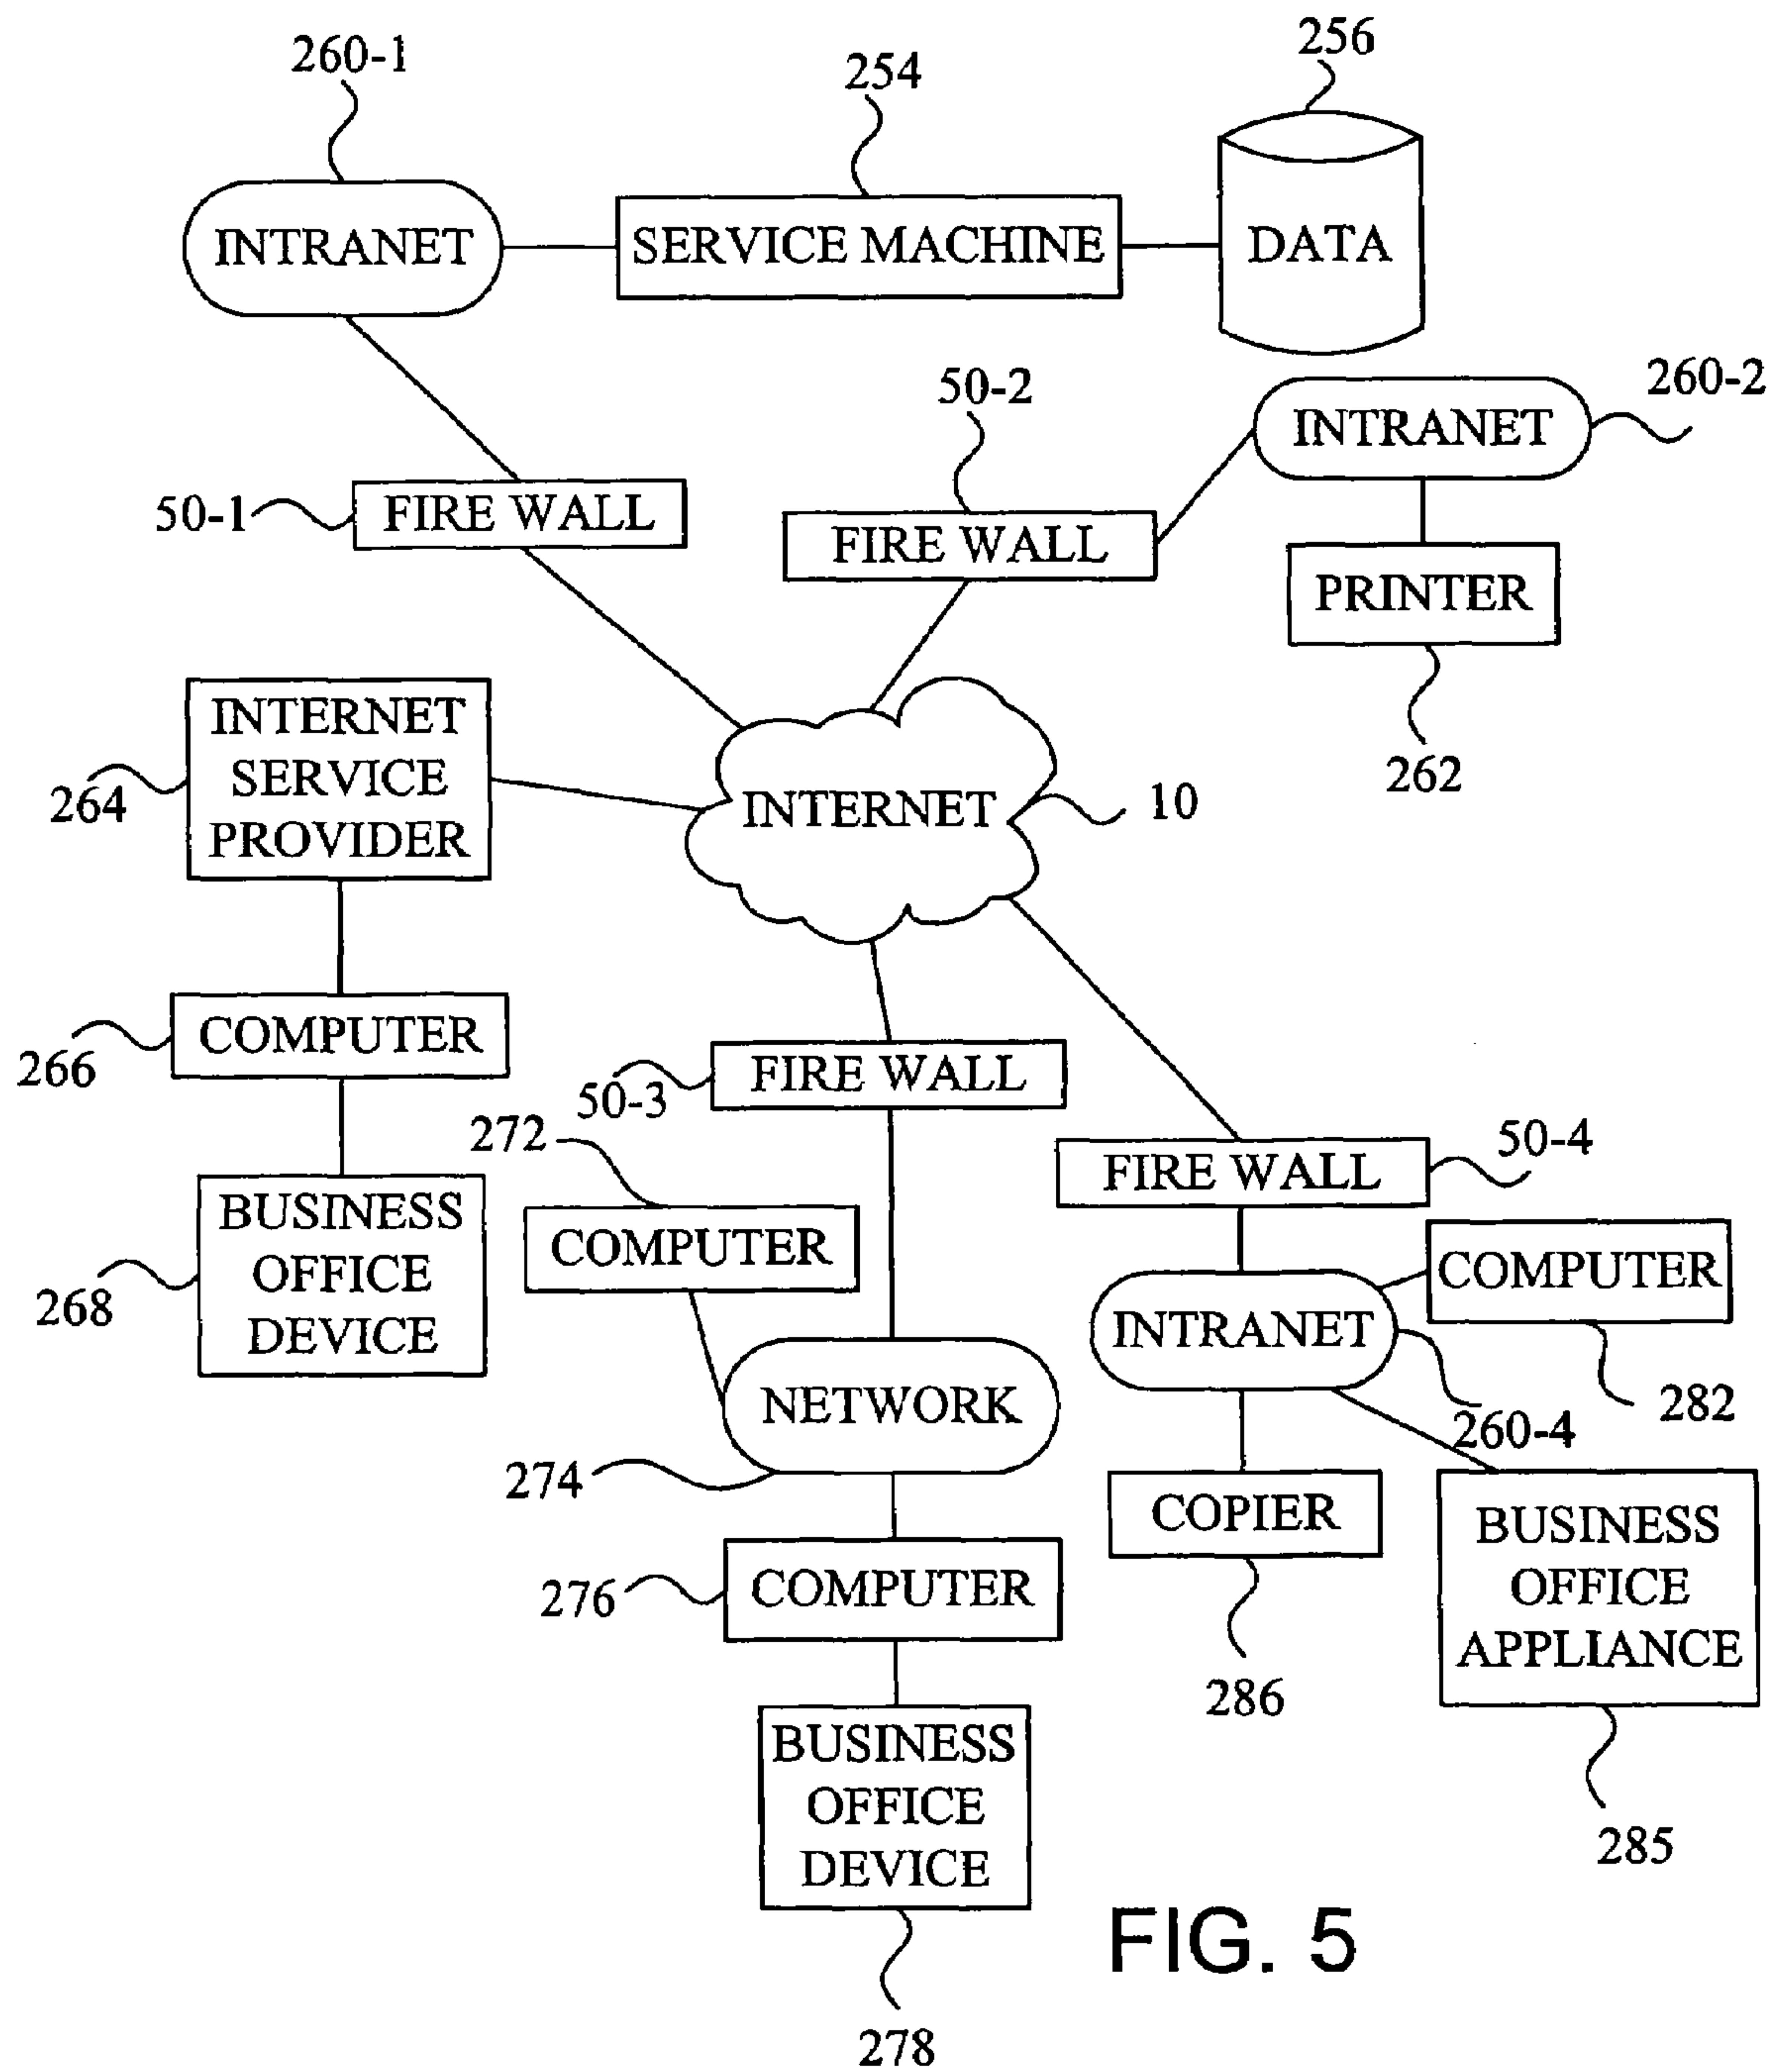 260-1
254
256
INTRANET
SERVICE MACHINE
DATA
50-2
260-2
INTRANET
50-1
FIRE WALL
FIRE WALL
PRINTER
262
INTERNET
SERVICE
PROVIDER
264
INTERNET
10
COMPUTER
266
FIRE WALL
50-3
272
50-4
FIRE WALL
BUSINESS
OFFICE
DEVICE
268
COMPUTER
COMPUTER
INTRANET
282
260-4
NETWORK
274
COPIER
BUSINESS
OFFICE
APPLIANCE
276
COMPUTER
286
BUSINESS
OFFICE
DEVICE
285
FIG. 5
278